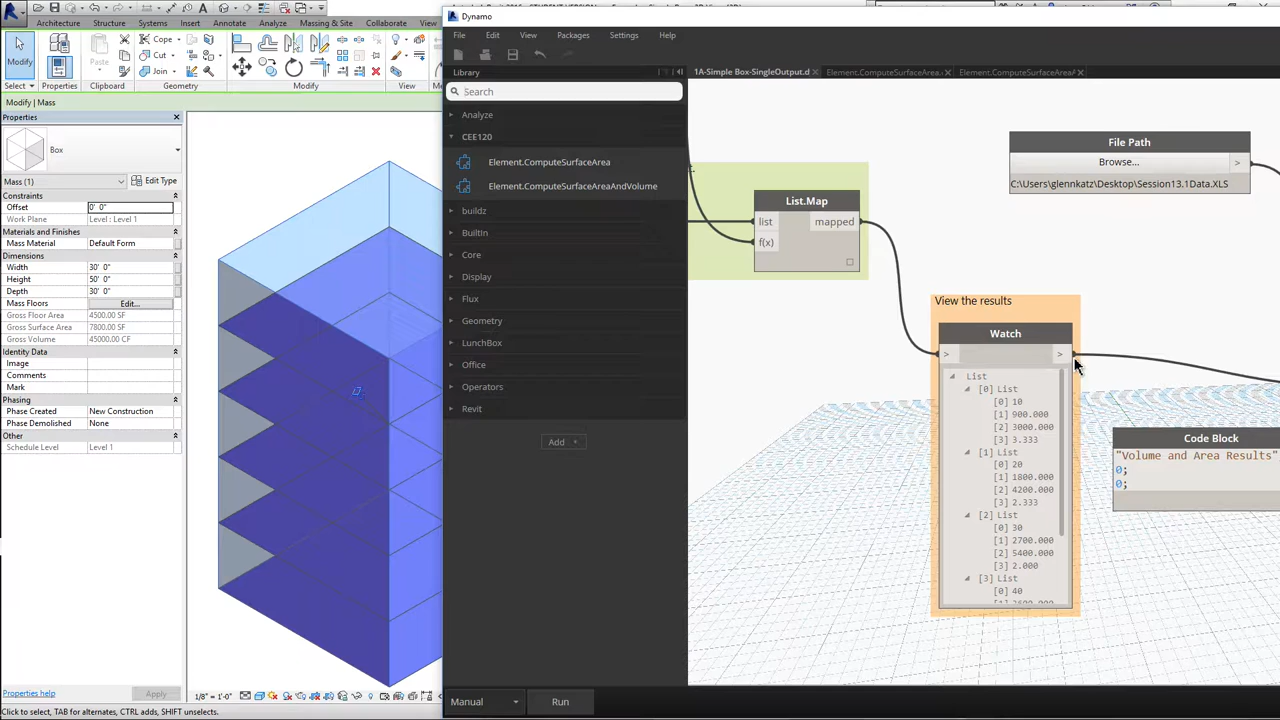 Architecture Structure Systems Insert Annotate Analyze Massing & Site Collaborate View
Modify
Paste
Cope
Cut
Join
Select
Properties
Clipboard
Geometry
Modify
View
Modify | Mass
Properties
Box
Mass (1)
Edit Type
Constraints
Offset 0' 0"
Work Plane Level : Level 1
Materials and Finishes
Mass Material Default Form
Dimensions
Width 30' 0"
Height 50' 0"
Depth 30' 0"
Mass Floors Edit...
Gross Floor Area 4500.00 SF
Gross Surface Area 7800.00 SF
Gross Volume 45000.00 CF
Identity Data
Image
Comments
Mark
Phasing
Phase Created New Construction
Phase Demolished None
Other
Schedule Level Level 1
Properties help
Apply
1/8" = 1'-0"
Click to select, TAB for alternates, CTRL adds, SHIFT unselects.
Dynamo
File Edit View Packages Settings Help
Library
Search
Analyze
CEE120
Element.ComputeSurfaceArea
Element.ComputeSurfaceAreaAndVolume
buildz
BuiltIn
Core
Display
Flux
Geometry
LunchBox
Office
Operators
Revit
Add
Manual
Run
1A-Simple Box-SingleOutput.d
Element.ComputeSurfaceArea.
Element.ComputeSurfaceArea
File Path
Browse... >
C:\Users\glennkatz\Desktop\Session13.1Data.XLS
List.Map
list mapped
f(x)
View the results
Watch
> >
List
[0] List
[0] 10
[1] 900.000
[2] 3000.000
[3] 3.333
[1] List
[0] 20
[1] 1800.000
[2] 4200.000
[3] 2.333
[2] List
[0] 30
[1] 2700.000
[2] 5400.000
[3] 2.000
[3] List
[0] 40
Code Block
"Volume and Area Results"
0;
0;